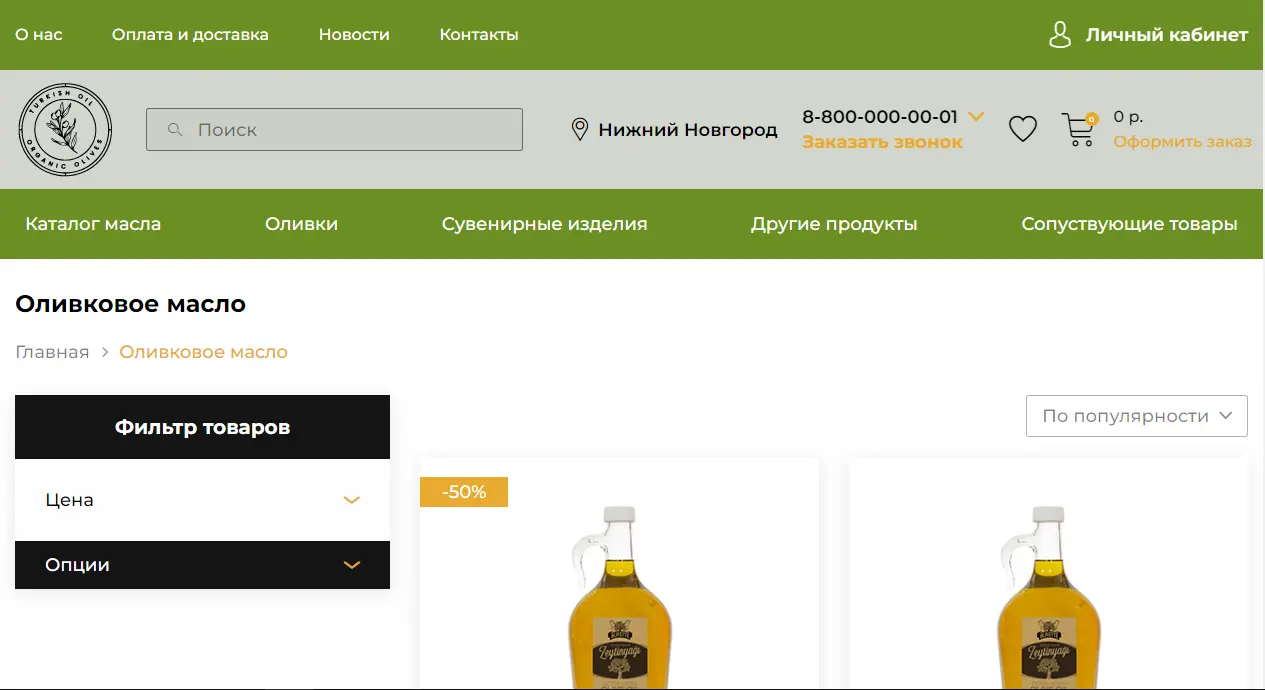 О нас Оплата и доставка Новости Контакты Личный кабинет
TURKISH OIL
ORGANIC OLIVES
Поиск
Нижний Новгород
8-800-000-00-01
Заказать звонок
0
0 р.
Оформить заказ
Каталог масла Оливки Сувенирные изделия Другие продукты Сопуствующие товары
Оливковое масло
Главная > Оливковое масло
Фильтр товаров
По популярности
Цена
-50%
Опции
Zeytinyağı
Zeytinyağı